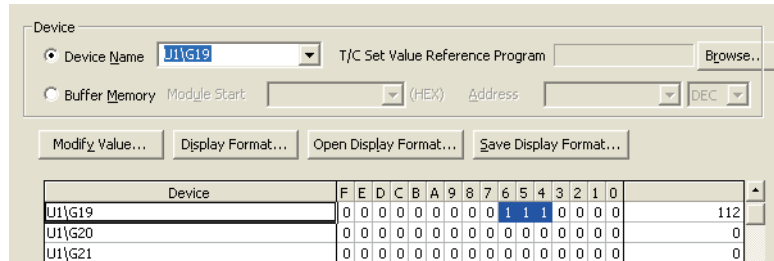 Device
Device Name U1\G19 T/C Set Value Reference Program Browse..
Buffer Memory Module Start (HEX) Address DEC
Modify Value... Display Format... Open Display Format... Save Display Format...
Device F E D C B A 9 8 7 6 5 4 3 2 1 0
U1\G19 0 0 0 0 0 0 0 0 0 1 1 1 0 0 0 0 112
U1\G20 0 0 0 0 0 0 0 0 0 0 0 0 0 0 0 0 0
U1\G21 0 0 0 0 0 0 0 0 0 0 0 0 0 0 0 0 0